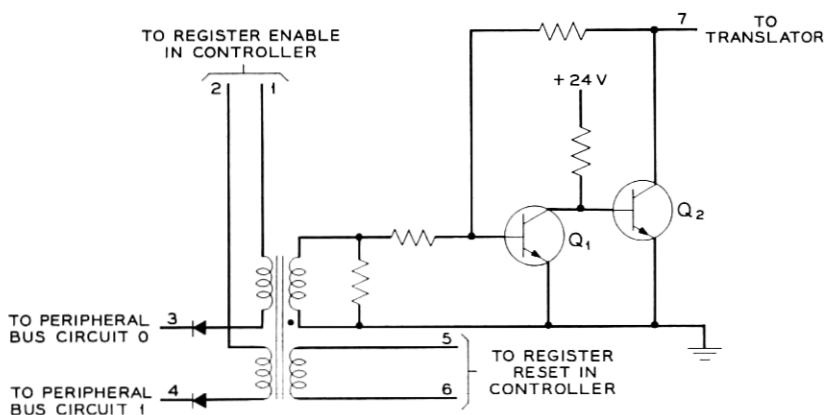 TO REGISTER ENABLE
IN CONTROLLER
2 1
7
TO
TRANSLATOR
+24V
Q1
Q2
TO PERIPHERAL
BUS CIRCUIT 0
3
5
6
TO REGISTER
RESET IN
CONTROLLER
TO PERIPHERAL
BUS CIRCUIT 1
4